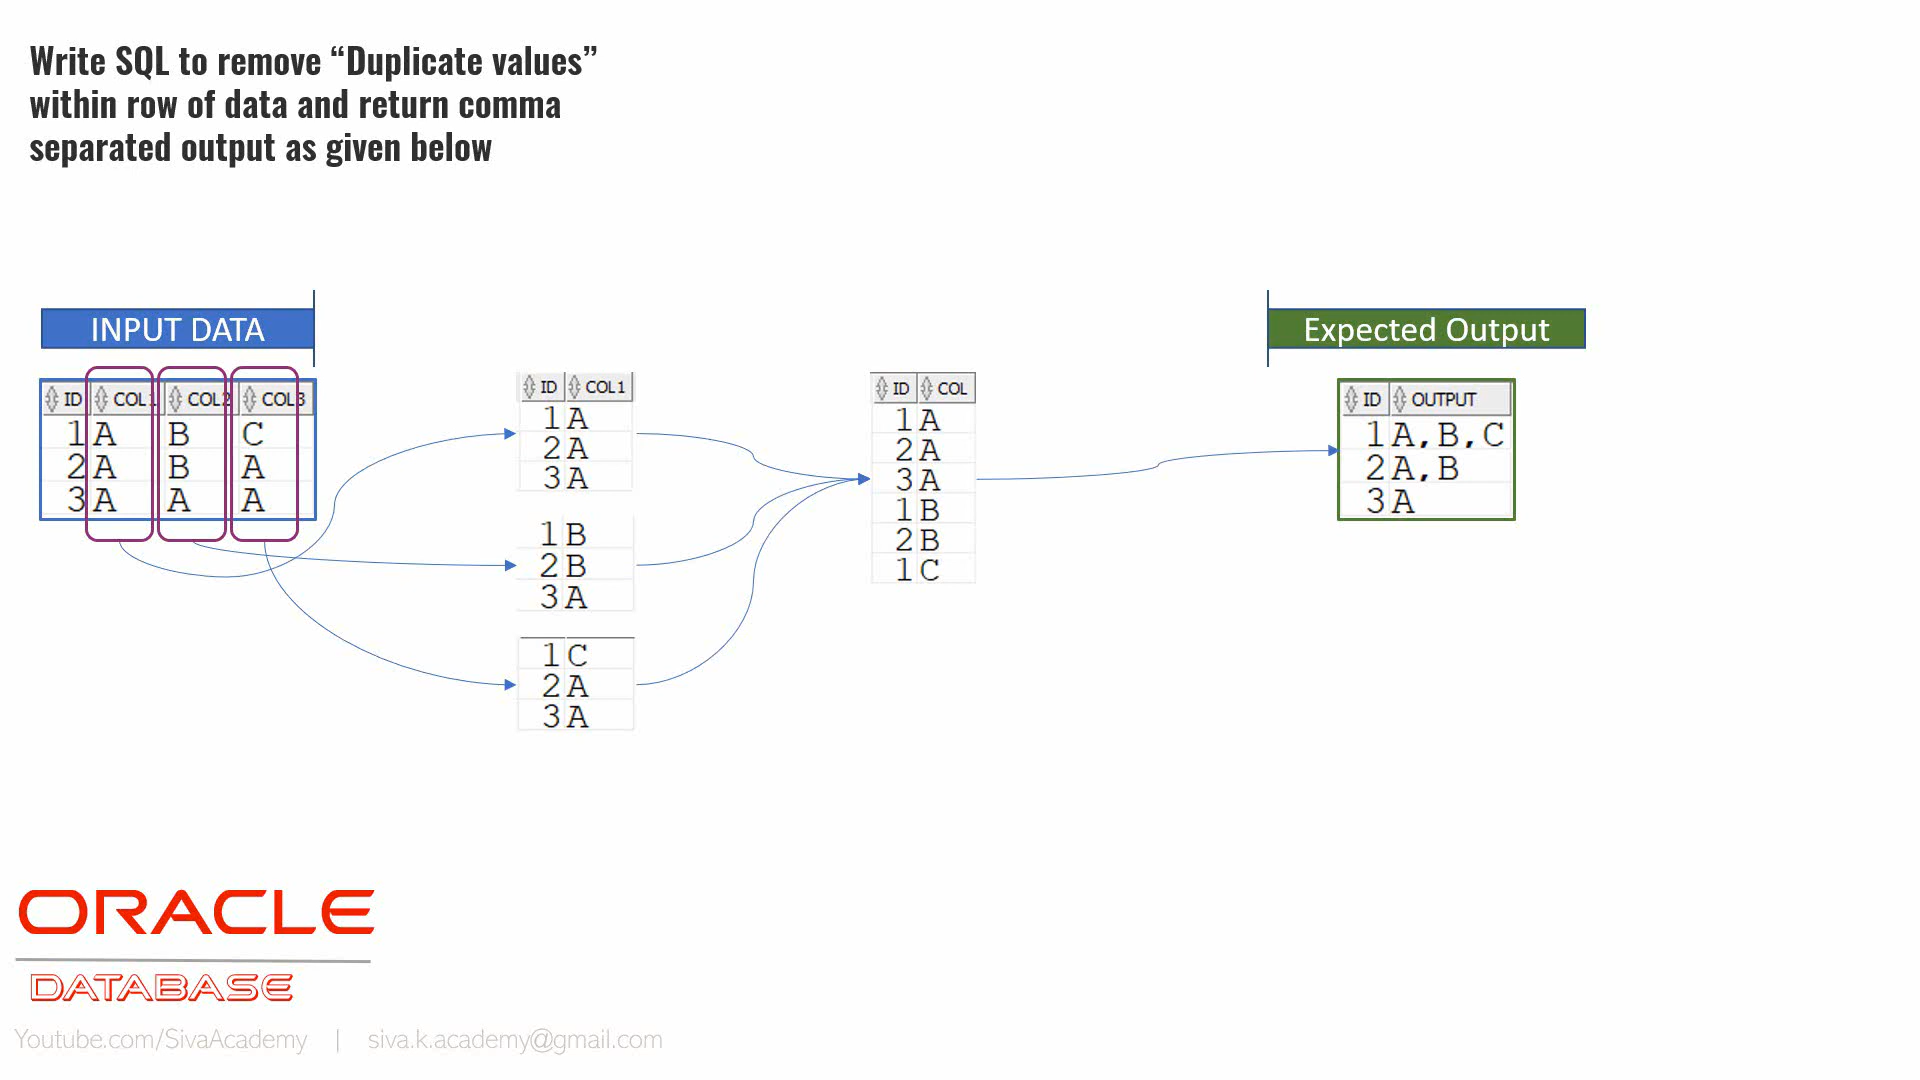 Write SQL to remove “Duplicate values”
within row of data and return comma
separated output as given below
INPUT DATA
ID COL1 COL2 COL3
1 A B C
2 A B A
3 A A A
ID COL1
1 A
2 A
3 A
1 B
2 B
3 A
1 C
2 A
3 A
ID COL
1 A
2 A
3 A
1 B
2 B
1 C
Expected Output
ID OUTPUT
1 A,B,C
2 A,B
3 A
ORACLE
DATABASE
Youtube.com/SivaAcademy | siva.k.academy@gmail.com